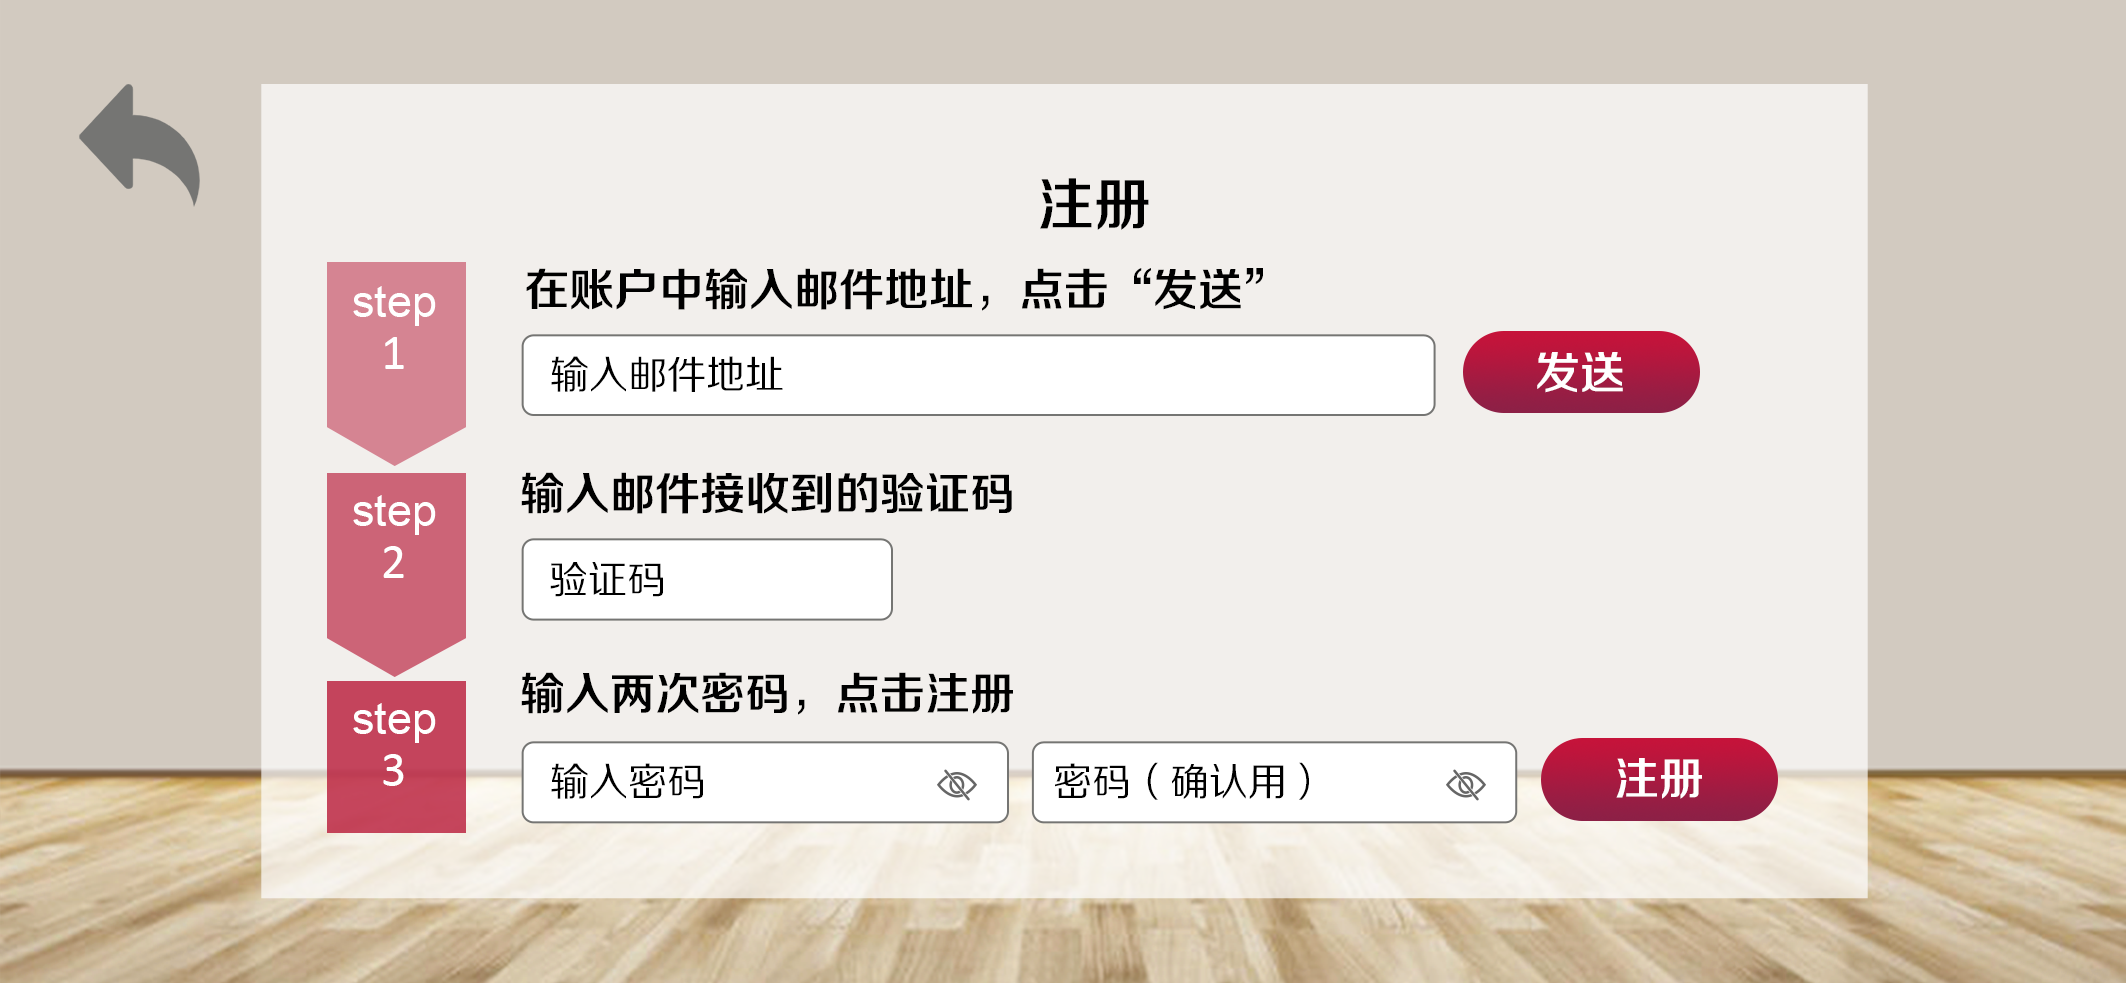 注册
step
1
在账户中输入邮件地址，点击“发送”
输入邮件地址
发送
step
2
输入邮件接收到的验证码
验证码
step
3
输入两次密码，点击注册
输入密码
密码（确认用）
注册